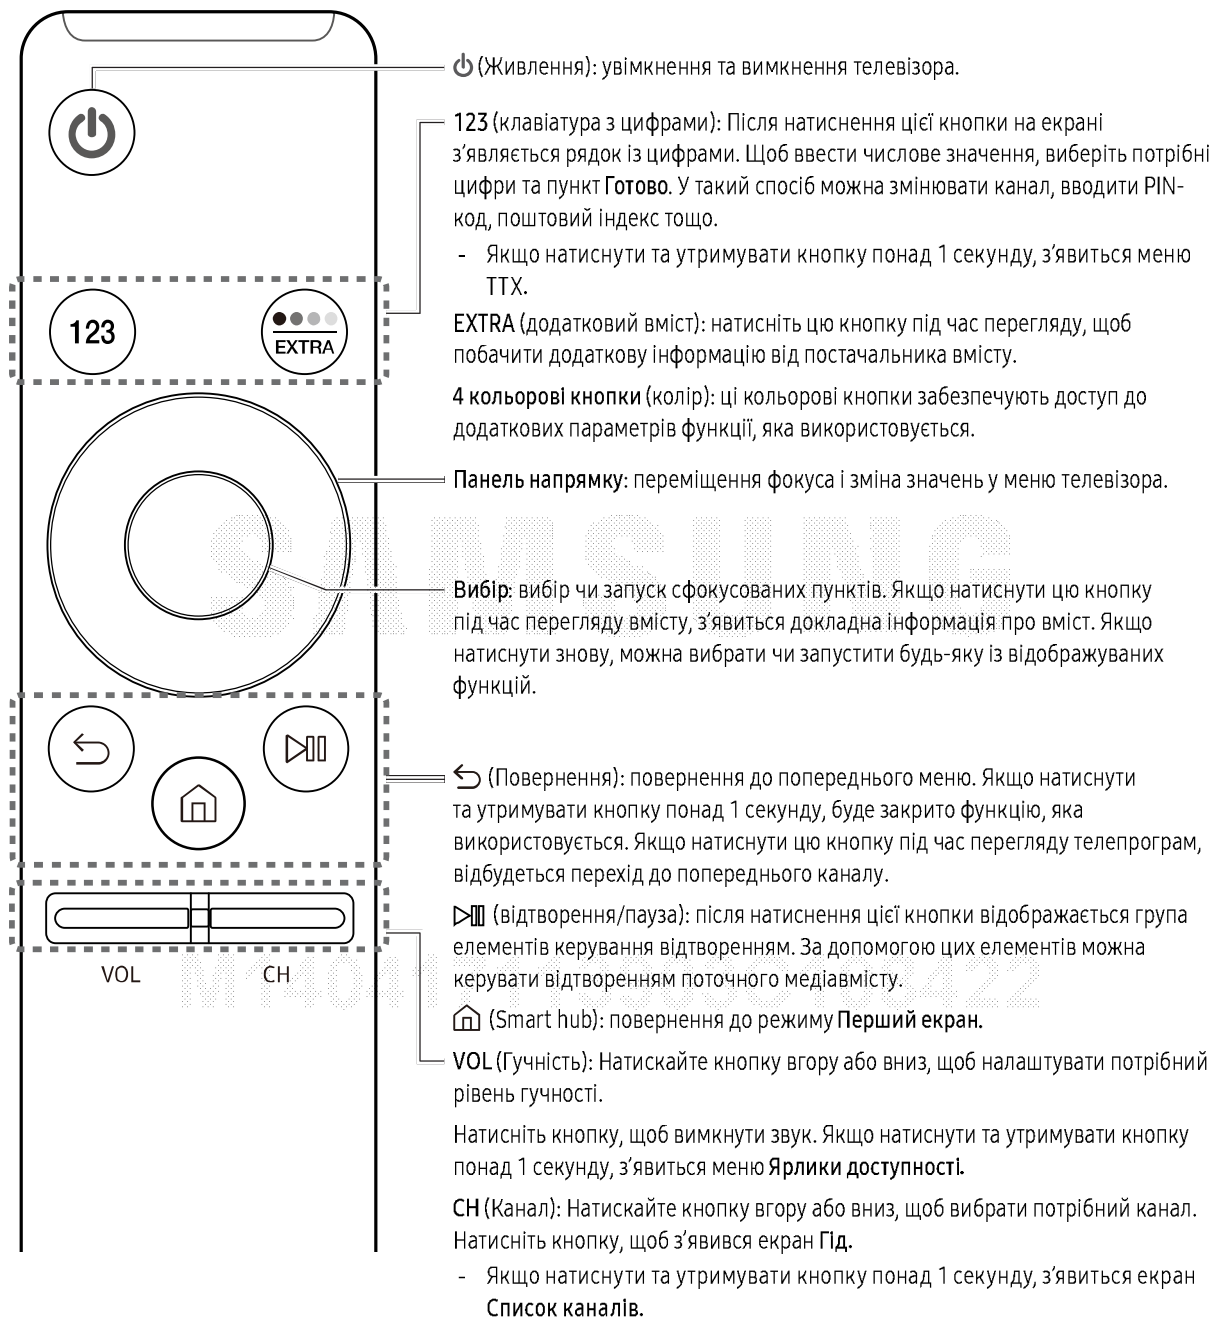 (Живлення): увімкнення та вимкнення телевізора.
123 (клавіатура з цифрами): Після натиснення цієї кнопки на екрані
з’являється рядок із цифрами. Щоб ввести числове значення, виберіть потрібні
цифри та пункт Готово. У такий спосіб можна змінювати канал, вводити PIN-
код, поштовий індекс тощо.
- Якщо натиснути та утримувати кнопку понад 1 секунду, з’явиться меню
TTX.
123
EXTRA
EXTRA (додатковий вміст): натисніть цю кнопку під час перегляду, щоб
побачити додаткову інформацію від постачальника вмісту.
4 кольорові кнопки (колір): ці кольорові кнопки забезпечують доступ до
додаткових параметрів функції, яка використовується.
Панель напрямку: переміщення фокуса і зміна значень у меню телевізора.
SAMSUNG
Вибір: вибір чи запуск сфокусованих пунктів. Якщо натиснути цю кнопку
під час перегляду вмісту, з’явиться докладна інформація про вміст. Якщо
натиснути знову, можна вибрати чи запустити будь-яку із відображуваних
функцій.
(Повернення): повернення до попереднього меню. Якщо натиснути
та утримувати кнопку понад 1 секунду, буде закрито функцію, яка
використовується. Якщо натиснути цю кнопку під час перегляду телепрограм,
відбудеться перехід до попереднього каналу.
(відтворення/пауза): після натиснення цієї кнопки відображається група
елементів керування відтворенням. За допомогою цих елементів можна
керувати відтворенням поточного медіавмісту.
VOL CH
(Smart hub): повернення до режиму Перший екран.
VOL (Гучність): Натискайте кнопку вгору або вниз, щоб налаштувати потрібний
рівень гучності.
Натисніть кнопку, щоб вимкнути звук. Якщо натиснути та утримувати кнопку
понад 1 секунду, з’явиться меню Ярлики доступності.
CH (Канал): Натискайте кнопку вгору або вниз, щоб вибрати потрібний канал.
Натисніть кнопку, щоб з’явився екран Гід.
- Якщо натиснути та утримувати кнопку понад 1 секунду, з’явиться екран
Список каналів.